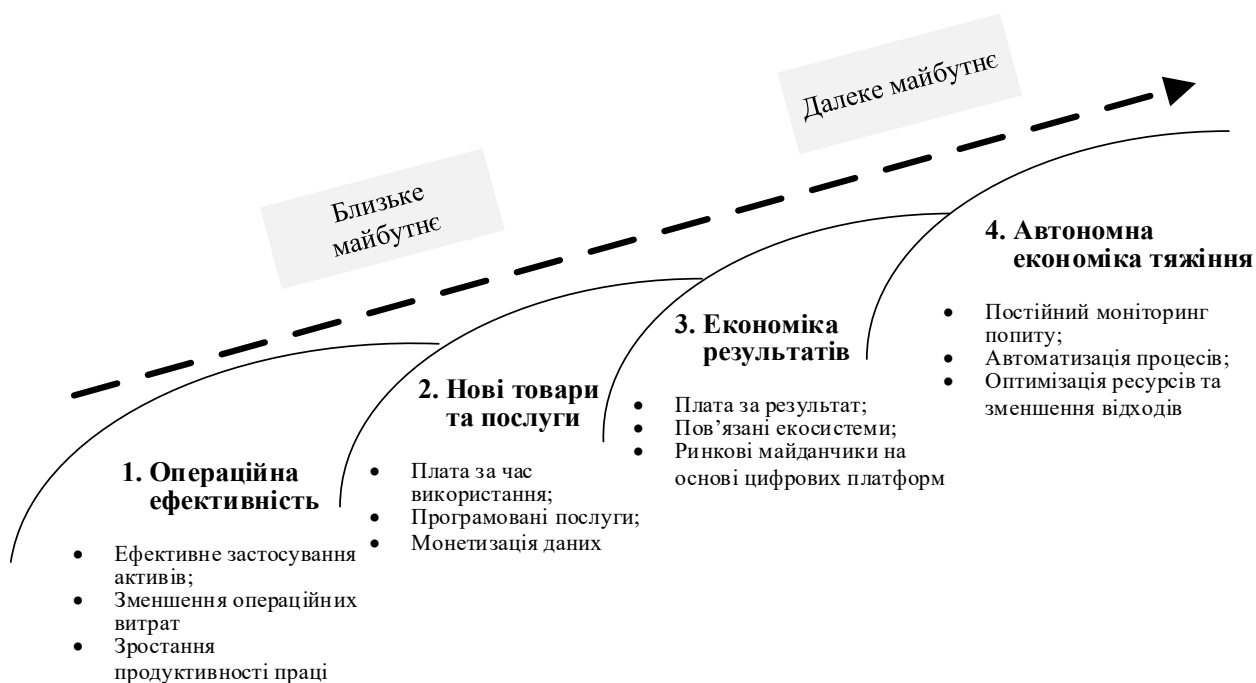 Далеке майбутнє
Близьке
майбутнє
1. Операційна
ефективність
• Ефективне застосування
активів;
• Зменшення операційних
витрат
• Зростання
продуктивності праці
2. Нові товари
та послуги
• Плата за час
використання;
• Програмовані послуги;
• Монетизація даних
3. Економіка
результатів
• Плата за результат;
• Пов’язані екосистеми;
• Ринкові майданчики на
основі цифрових платформ
4. Автономна
економіка тяжіння
• Постійний моніторинг
попиту;
• Автоматизація процесів;
• Оптимізація ресурсів та
зменшення відходів